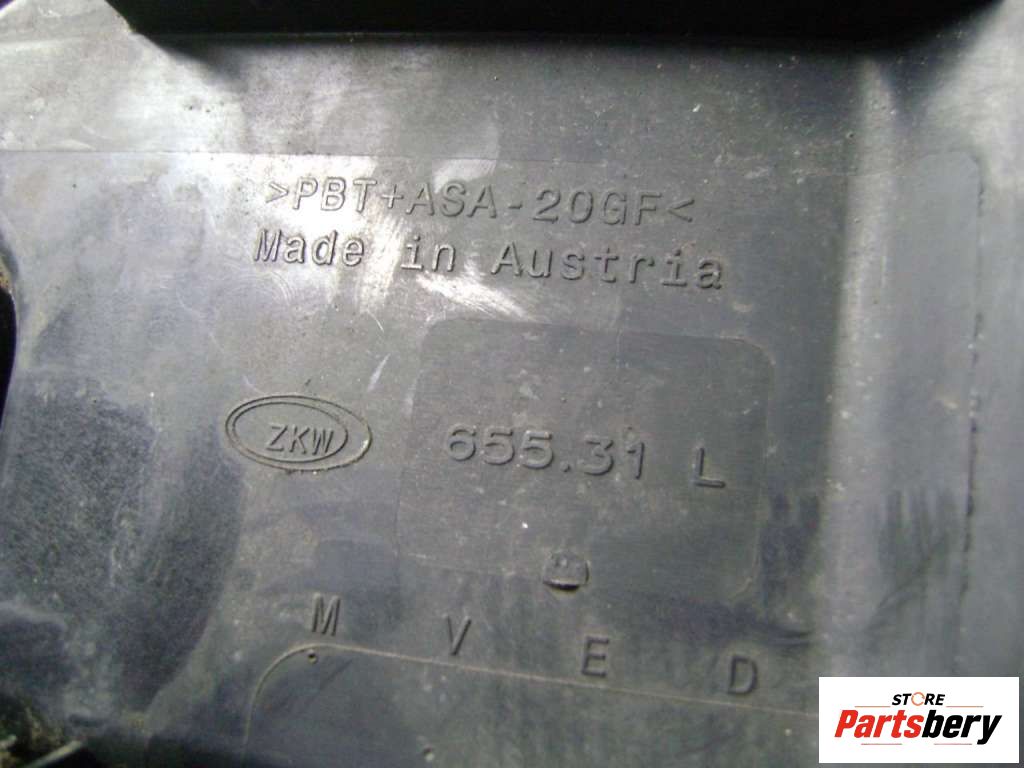 >PBT+ASA-20GF<
Made in Austria
ZKW
655.31 L
M V E D
STORE
Partsbery